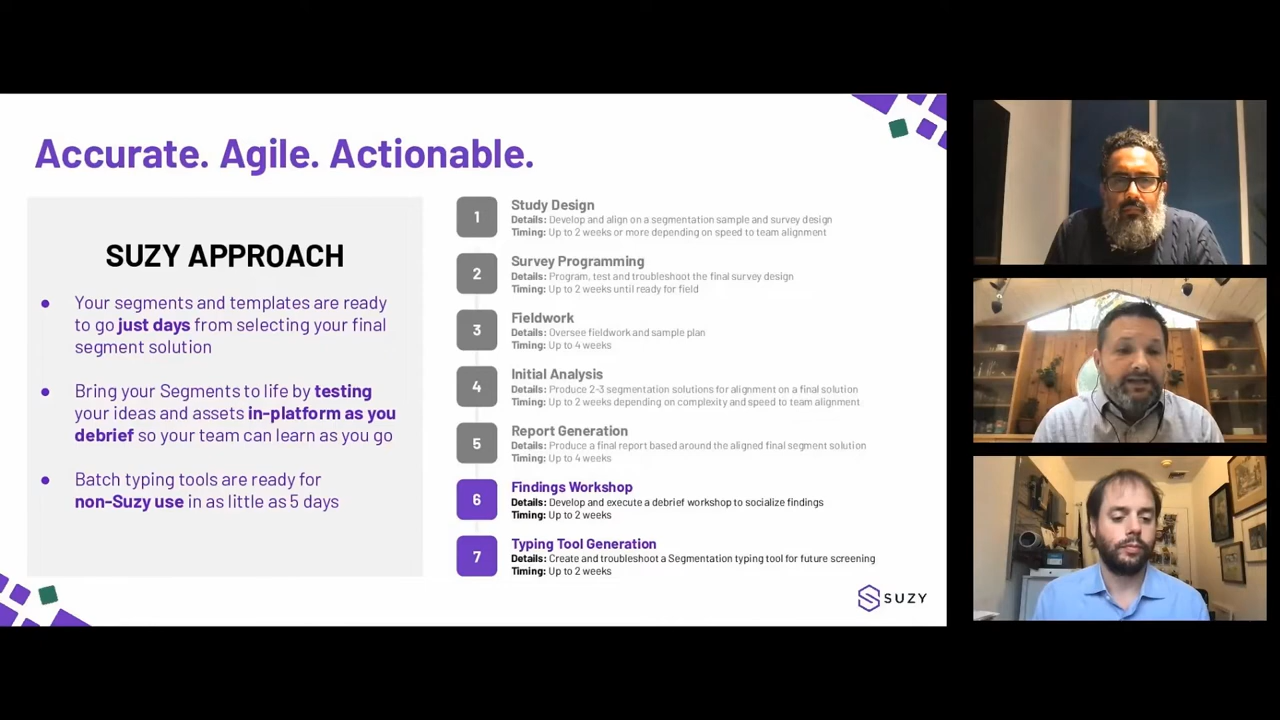 Accurate. Agile. Actionable.
SUZY APPROACH
● Your segments and templates are ready
to go just days from selecting your final
segment solution
● Bring your Segments to life by testing
your ideas and assets in-platform as you
debrief so your team can learn as you go
● Batch typing tools are ready for
non-Suzy use in as little as 5 days
1 Study Design
Details: Develop and align on a segmentation sample and survey design
Timing: Up to 2 weeks or more depending on speed to team alignment
2 Survey Programming
Details: Program, test and troubleshoot the final survey design
Timing: Up to 2 weeks until ready for field
3 Fieldwork
Details: Oversee fieldwork and sample plan
Timing: Up to 4 weeks
4 Initial Analysis
Details: Produce 2-3 segmentation solutions for alignment on a final solution
Timing: Up to 2 weeks depending on complexity and speed to team alignment
5 Report Generation
Details: Produce a final report based around the aligned final segment solution
Timing: Up to 4 weeks
6 Findings Workshop
Details: Develop and execute a debrief workshop to socialize findings
Timing: Up to 2 weeks
7 Typing Tool Generation
Details: Create and troubleshoot a Segmentation typing tool for future screening
Timing: Up to 2 weeks
SUZY